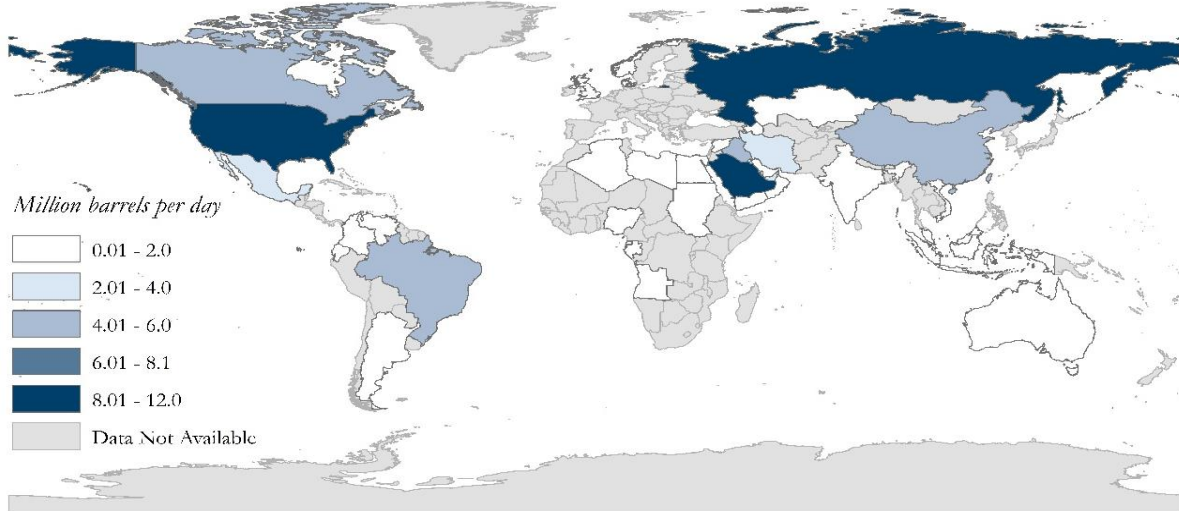 Million barrels per day
0.01 - 2.0
2.01 - 4.0
4.01 - 6.0
6.01 - 8.1
8.01 - 12.0
Data Not Available